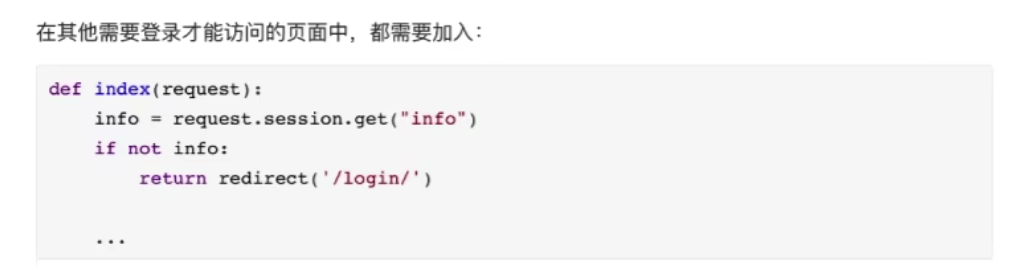 在其他需要登录才能访问的页面中，都需要加入：
def index(request):
    info = request.session.get("info")
    if not info:
        return redirect('/login/')
    ...